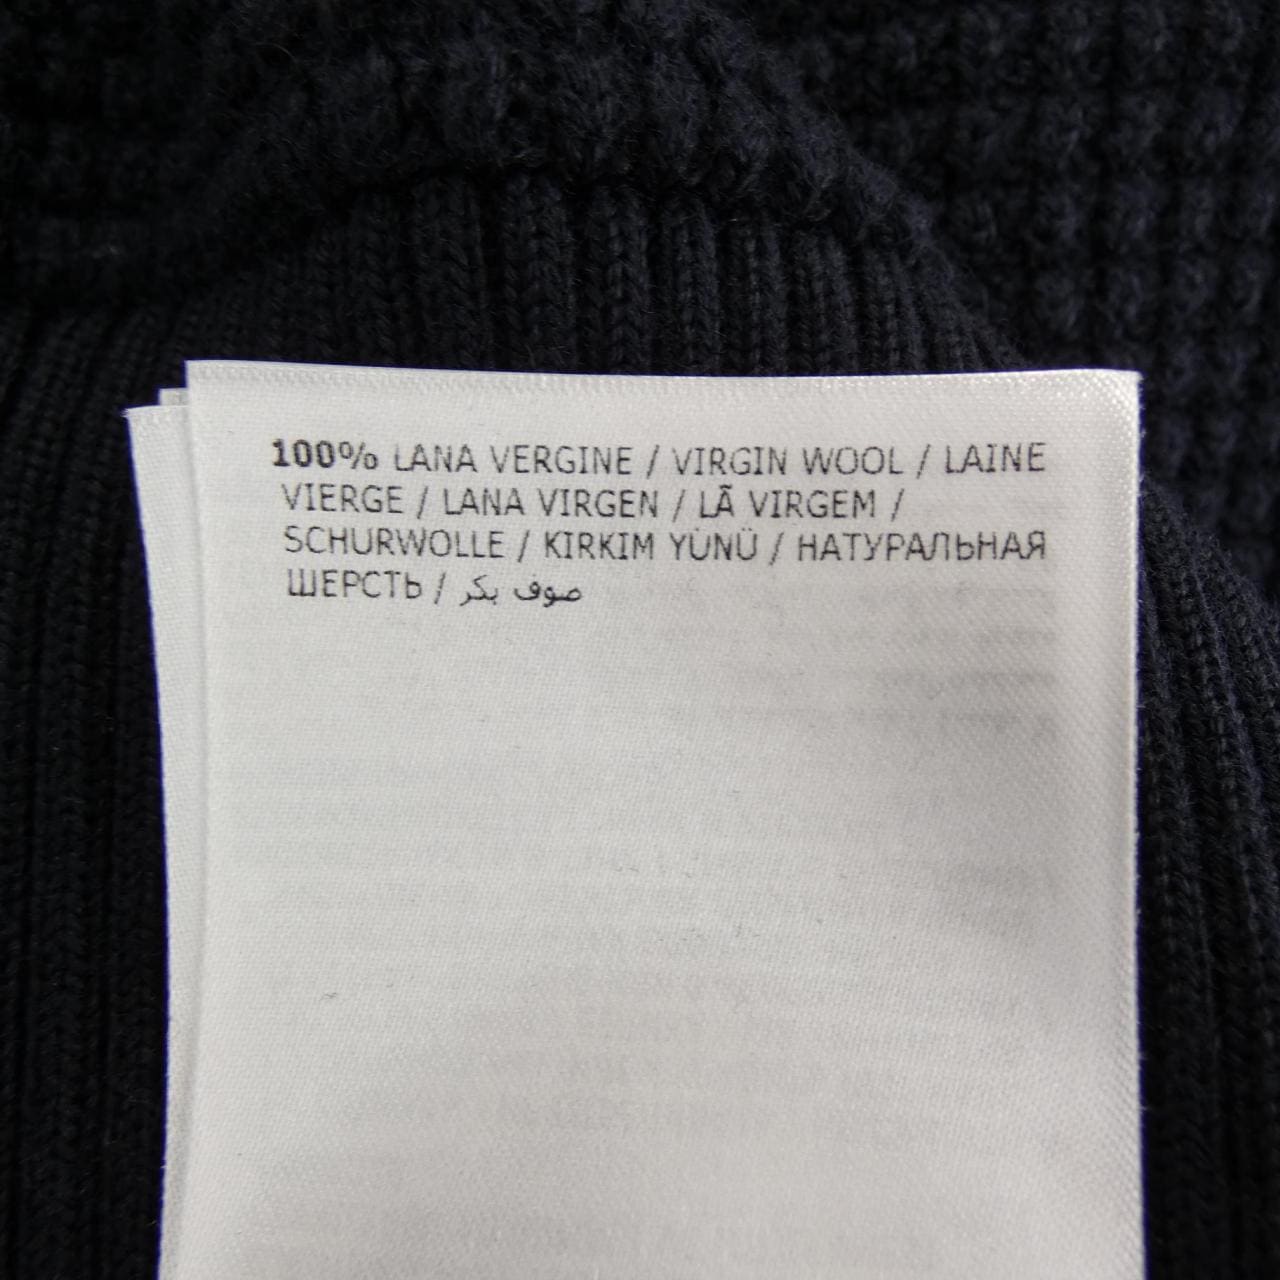 100% LANA VERGINE / VIRGIN WOOL / LAINE
VIERGE / LANA VIRGEN / LÃ VIRGEM /
SCHURWOLLE / KIRKIM YÜNÜ / НАТУРАЛЬНАЯ
ШЕРСТЬ / صوف بكر